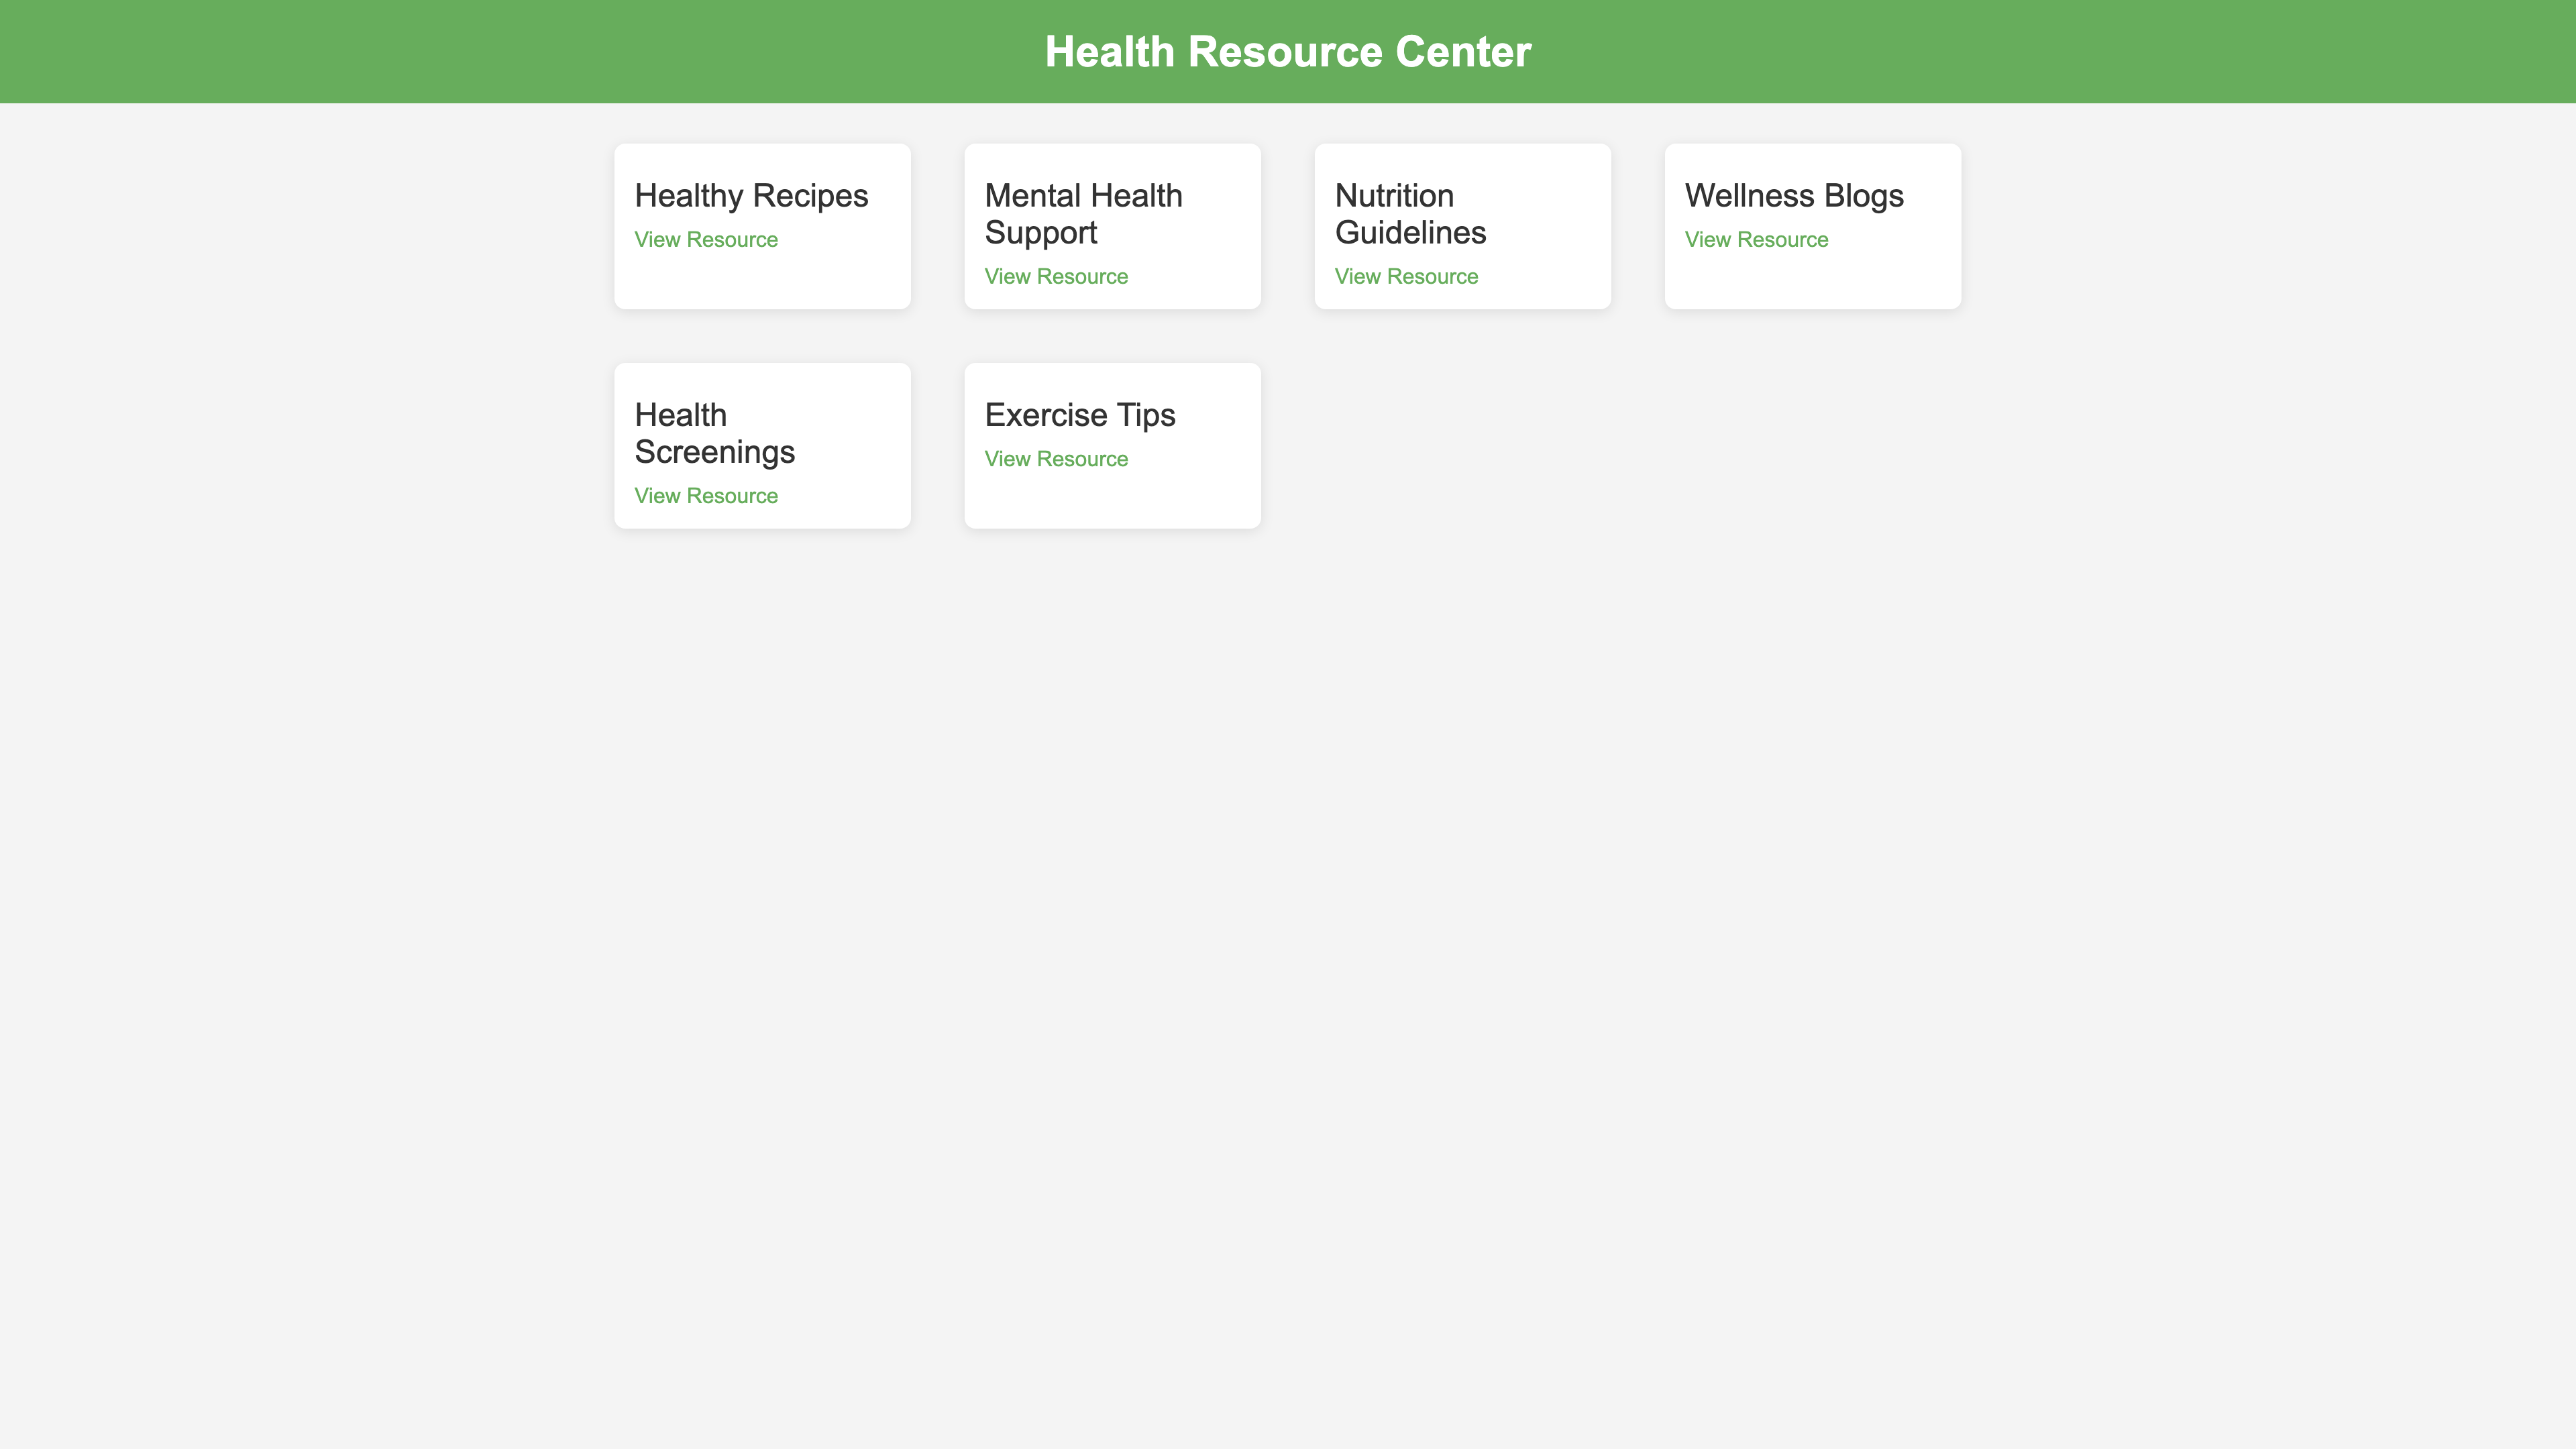 Health Resource Center
Healthy Recipes
View Resource
Mental Health
Support
View Resource
Nutrition
Guidelines
View Resource
Wellness Blogs
View Resource
Health
Screenings
View Resource
Exercise Tips
View Resource